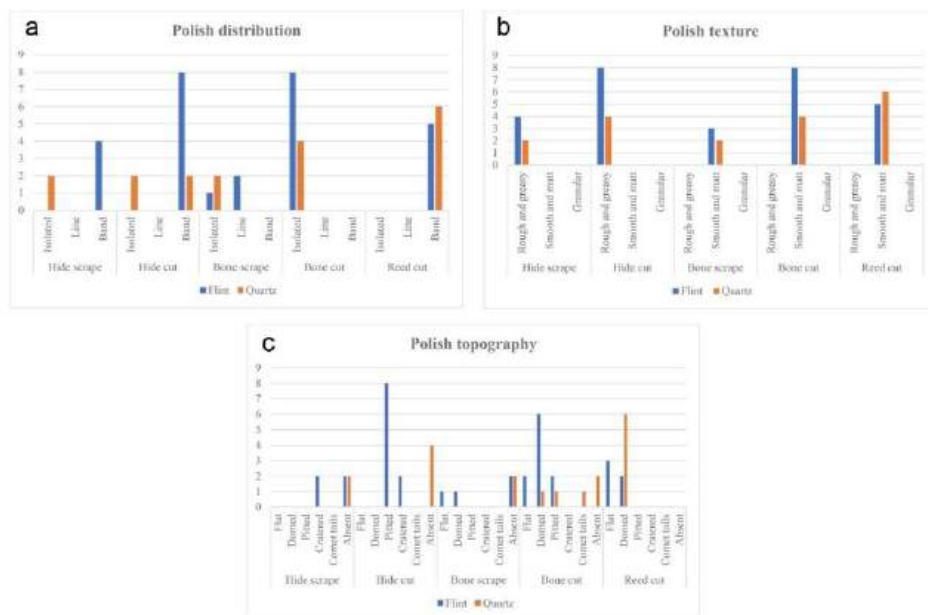 a
Polish distribution
9
8
7
6
5
4
3
2
1
0
Isolated Line Band Isolated Line Band Isolated Line Band Isolated Line Band Isolated Line Band
Hide scrape Hide cut Bone scrape Bone cut Reed cut
Flint Quartz
b
Polish texture
9
8
7
6
5
4
3
2
1
0
Rough and greasy Smooth and matt Granular Rough and greasy Smooth and matt Granular Rough and greasy Smooth and matt Granular Rough and greasy Smooth and matt Granular Rough and greasy Smooth and matt Granular
Hide scrape Hide cut Bone scrape Bone cut Reed cut
Flint Quartz
c
Polish topography
9
8
7
6
5
4
3
2
1
0
Flat Domed Pitted Cratered Comet tails Absent Flat Domed Pitted Cratered Comet tails Absent Flat Domed Pitted Cratered Comet tails Absent Flat Domed Pitted Cratered Comet tails Absent Flat Domed Pitted Cratered Comet tails Absent
Hide scrape Hide cut Bone scrape Bone cut Reed cut
Flint Quartz